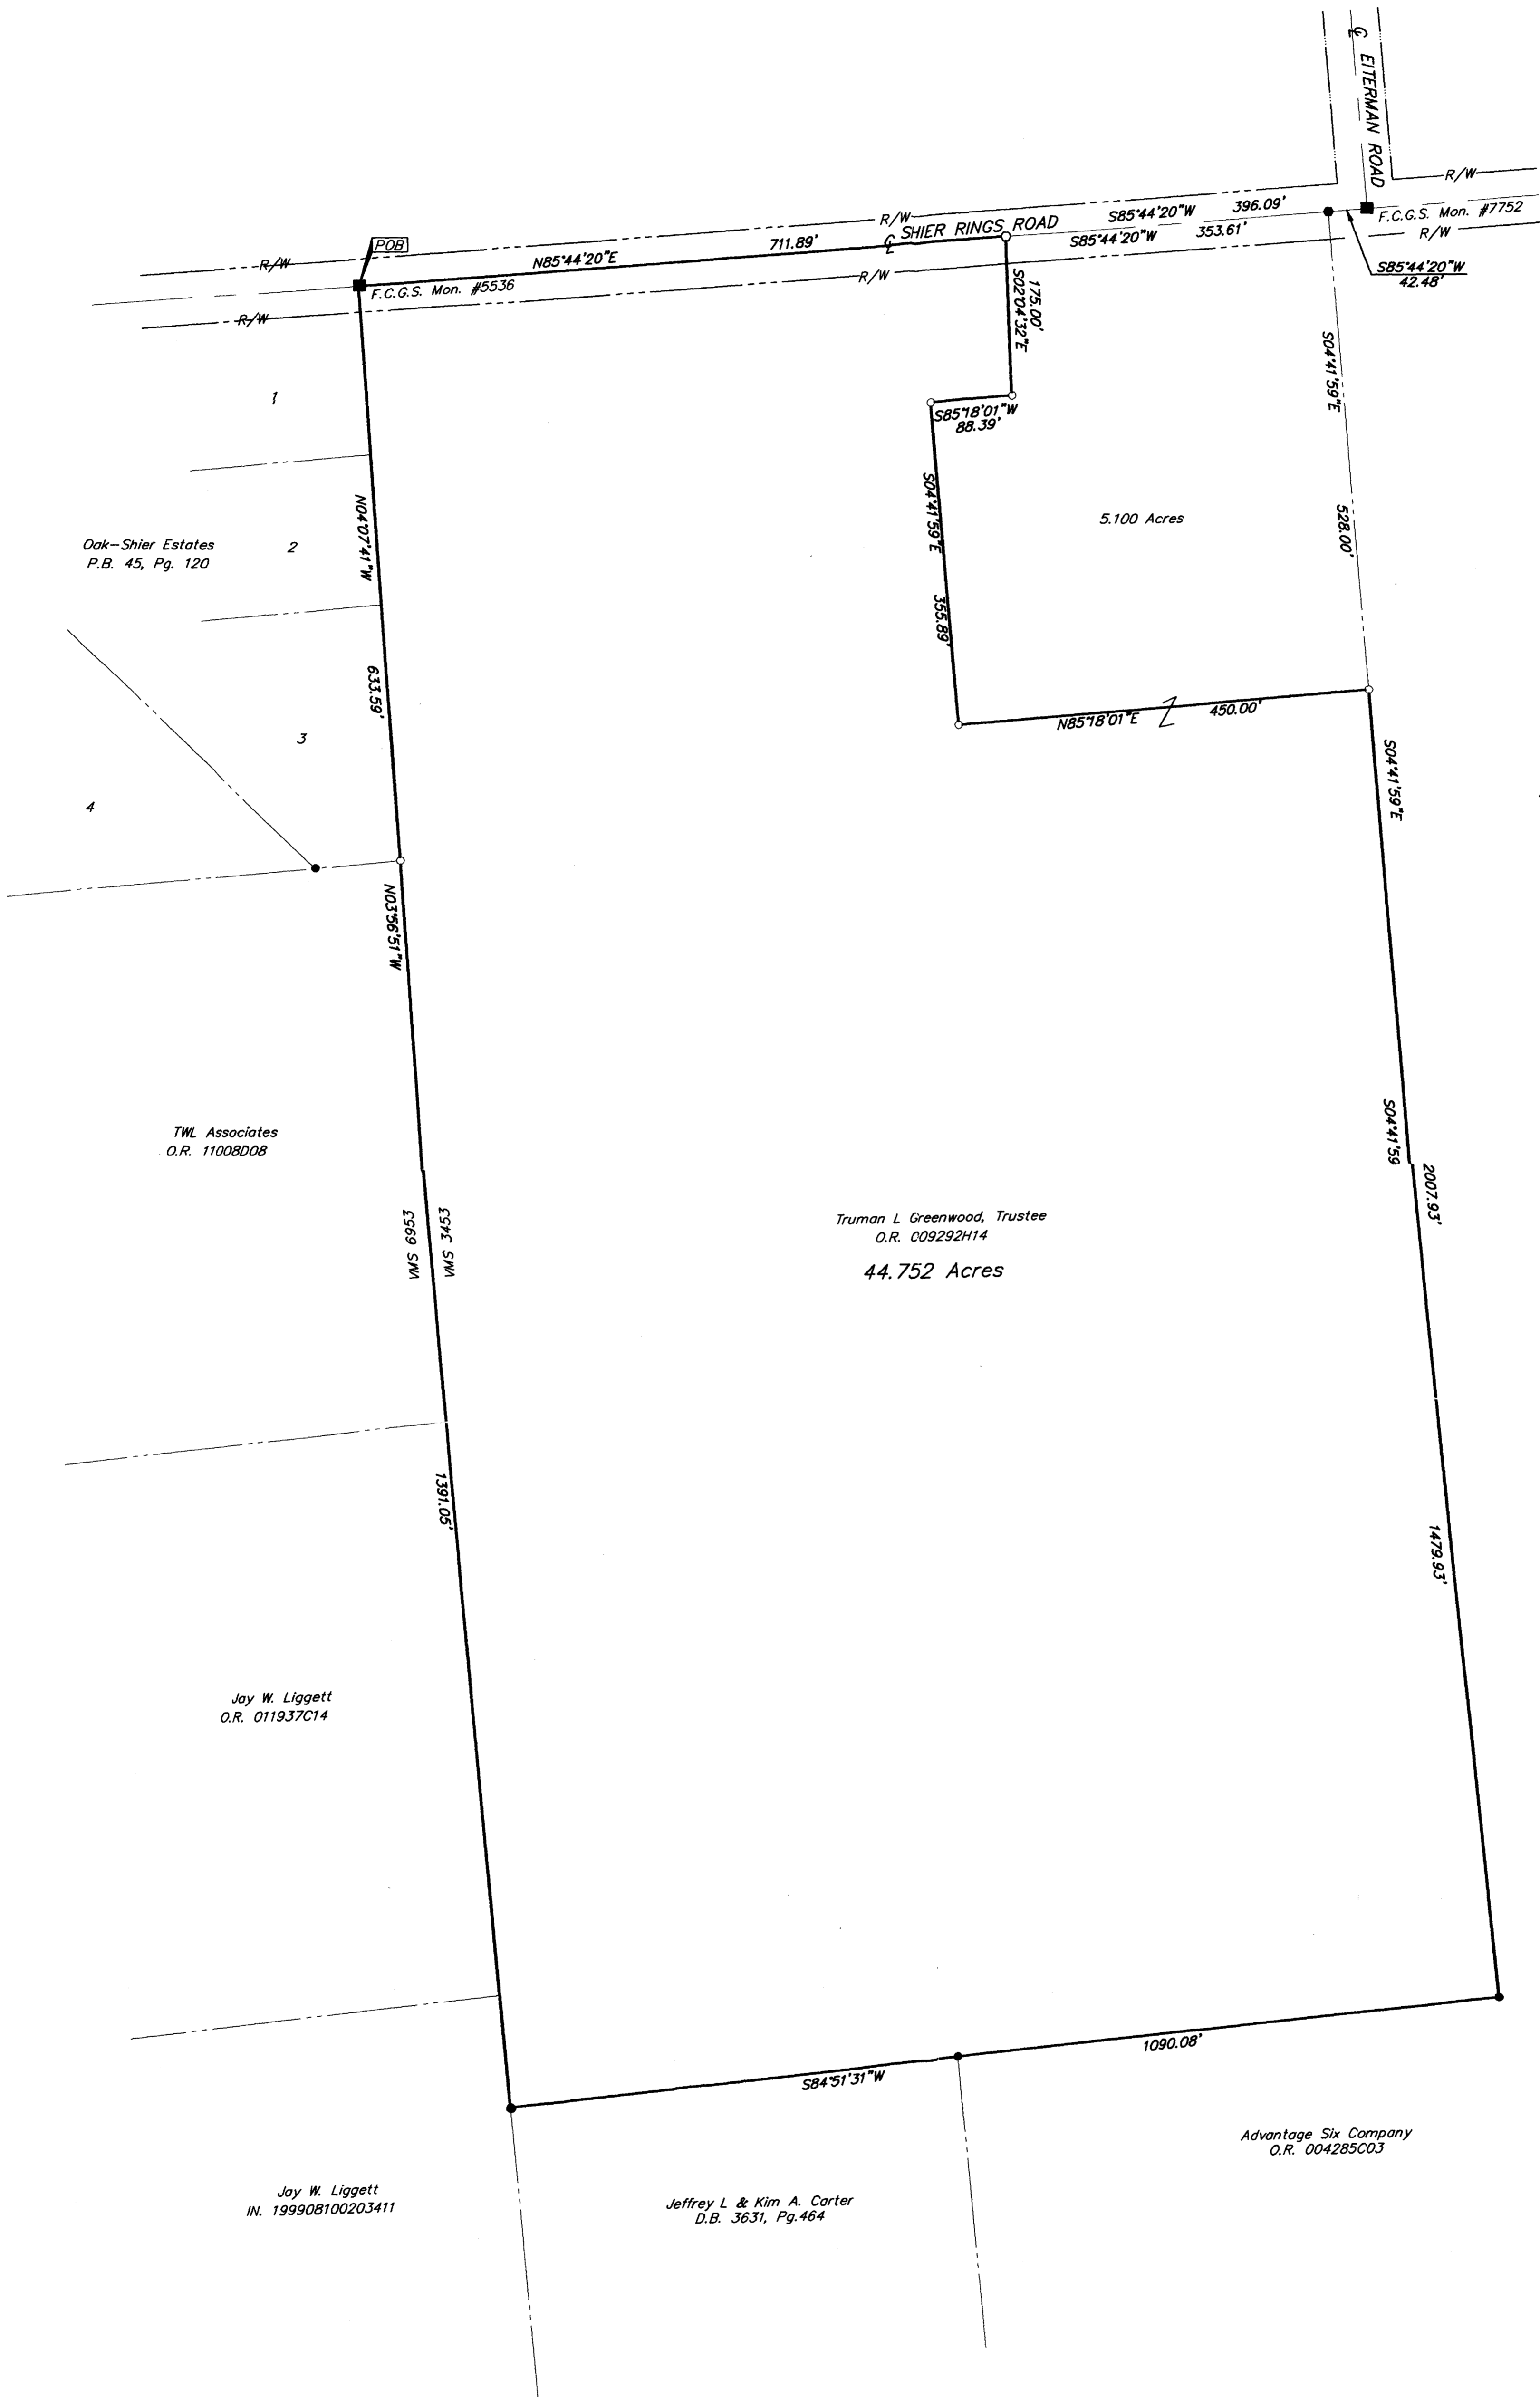 ℄ EITERMAN ROAD
R/W
F.C.G.S. Mon. #7752
R/W
S85°44'20"W 396.09'
R/W
SHIER RINGS ROAD
℄
S85°44'20"W 353.61'
S85°44'20"W
42.48'
POB
711.89'
N85°44'20"E
R/W
R/W
F.C.G.S. Mon. #5536
R/W
175.00'
S02°04'32"E
S85°18'01"W
88.39'
S04°41'59"E
528.00'
1
N04°07'41"W
633.59'
Oak-Shier Estates
P.B. 45, Pg. 120
2
3
4
S04°41'59"E
355.89'
5.100 Acres
N85°18'01"E 450.00'
S04°41'59"E
N03°56'51"W
S04°41'59
2007.93'
TWL Associates
O.R. 11008D08
VMS 6953
VMS 3453
Truman L Greenwood, Trustee
O.R. 009292H14
44.752 Acres
1391.05'
1479.93'
Jay W. Liggett
O.R. 011937C14
1090.08'
S84°51'31"W
Advantage Six Company
O.R. 004285C03
Jay W. Liggett
IN. 199908100203411
Jeffrey L & Kim A. Carter
D.B. 3631, Pg.464